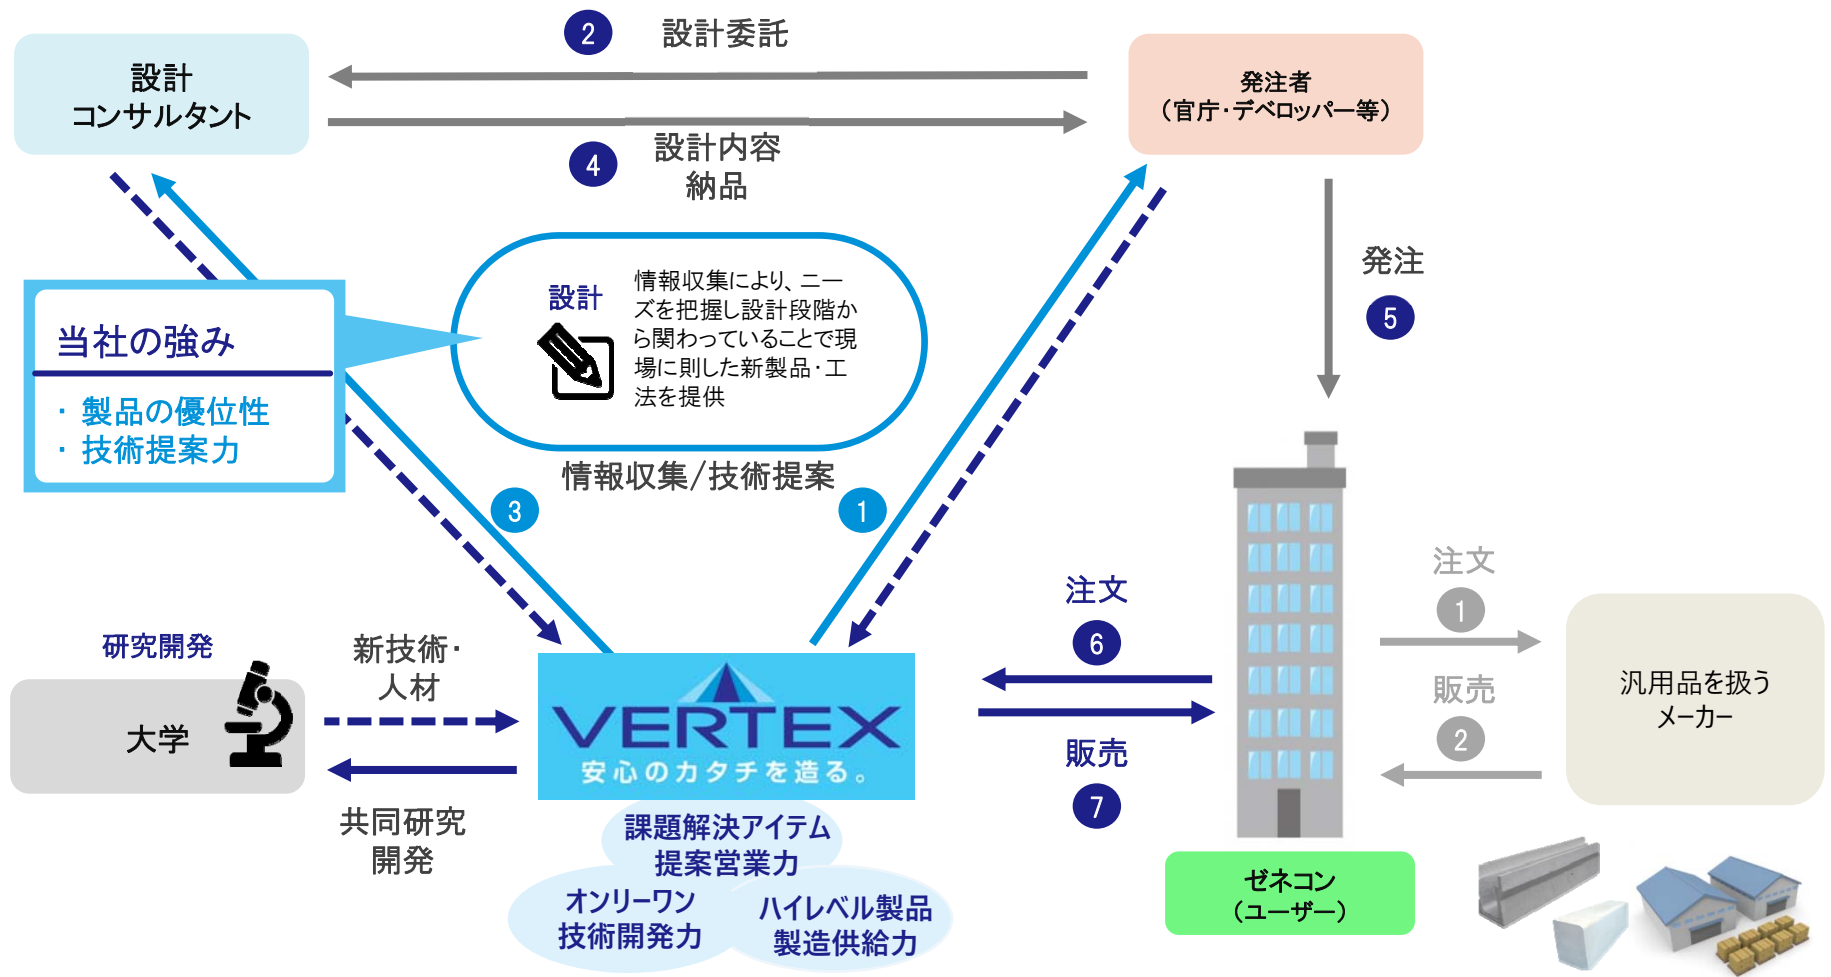 2 設計委託
設計
コンサルタント
発注者
（官庁・デベロッパー等）
4 設計内容
納品
発注
5
設計
情報収集により、ニー
ズを把握し設計段階か
ら関わっていることで現
場に則した新製品・工
法を提供
当社の強み
・ 製品の優位性
・ 技術提案力
情報収集/技術提案
3
1
注文
1
販売
2
汎用品を扱う
メーカー
注文
6
販売
7
研究開発
大学
新技術・
人材
共同研究
開発
VERTEX
安心のカタチを造る。
課題解決アイテム
提案営業力
オンリーワン
技術開発力
ハイレベル製品
製造供給力
ゼネコン
（ユーザー）